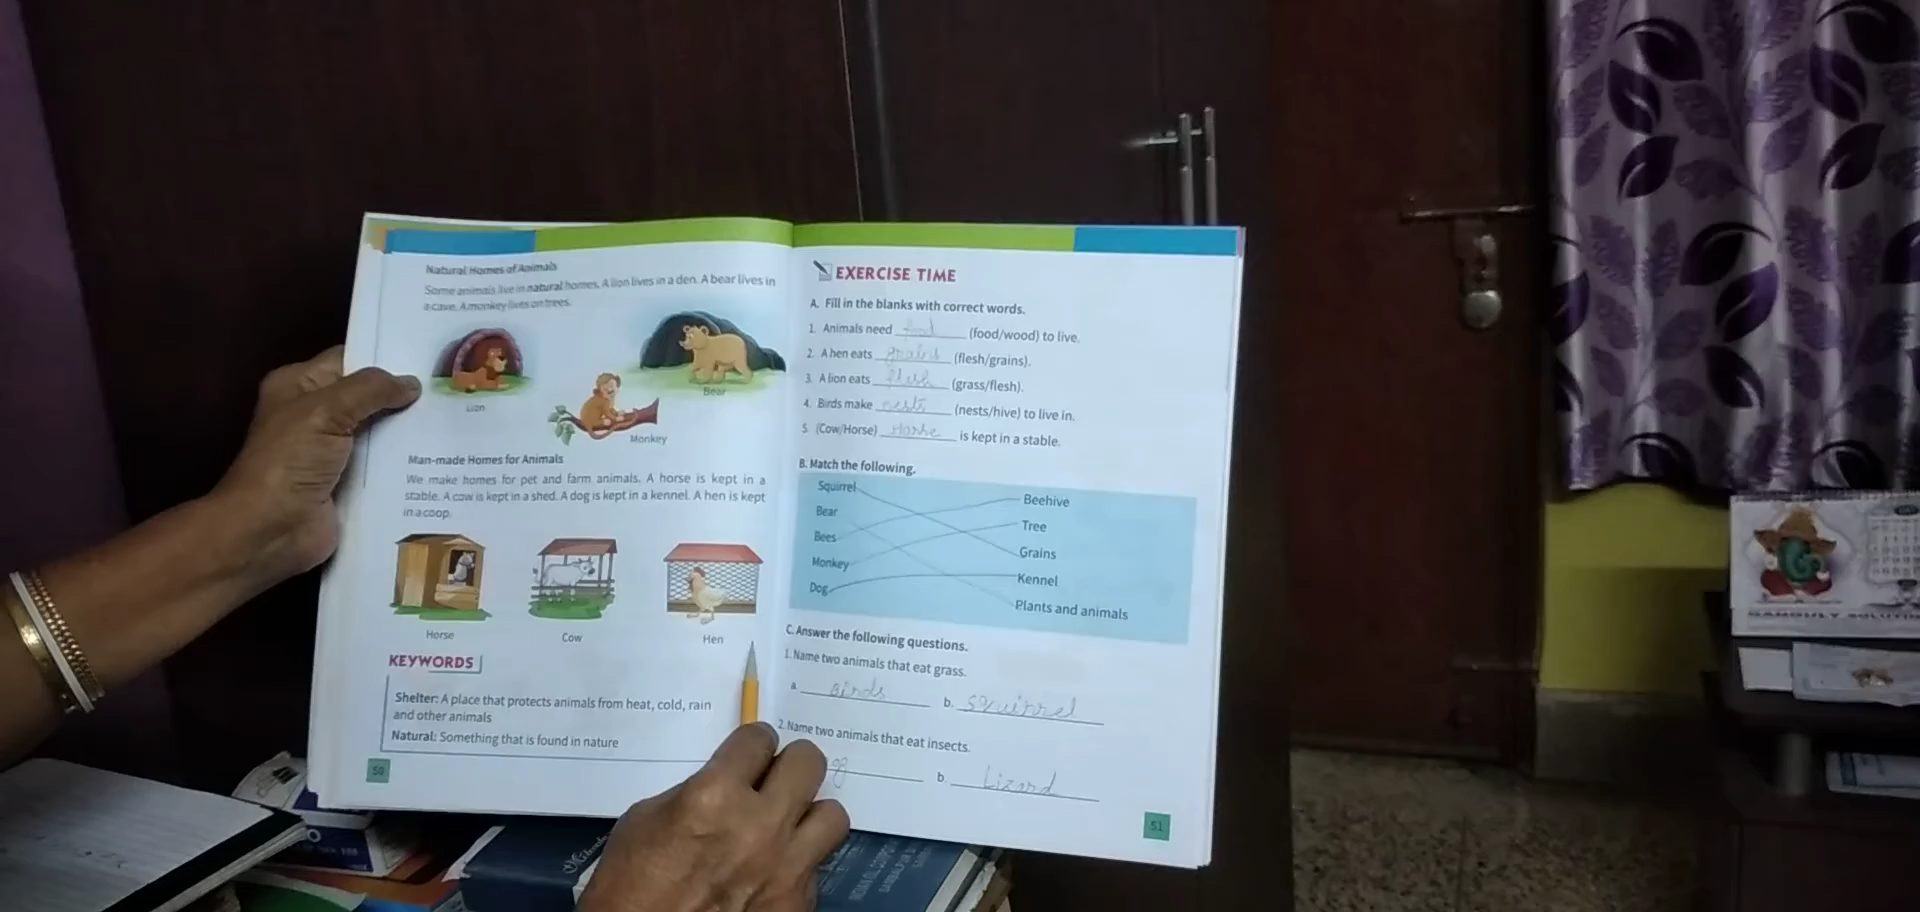 Natural Homes of Animals
Some animals live in natural homes. A lion lives in a den. A bear lives in
a cave. A monkey lives on trees.
Lion
Bear
Monkey
Man-made Homes for Animals
We make homes for pet and farm animals. A horse is kept in a
stable. A cow is kept in a shed. A dog is kept in a kennel. A hen is kept
in a coop.
Horse
Cow
Hen
KEYWORDS
Shelter: A place that protects animals from heat, cold, rain
and other animals
Natural: Something that is found in nature
50
EXERCISE TIME
A. Fill in the blanks with correct words.
1. Animals need food (food/wood) to live.
2. A hen eats grains (flesh/grains).
3. A lion eats flesh (grass/flesh).
4. Birds make nests (nests/hive) to live in.
5. (Cow/Horse) Horse is kept in a stable.
B. Match the following.
Squirrel
Bear
Bees
Monkey
Dog
Beehive
Tree
Grains
Kennel
Plants and animals
C. Answer the following questions.
1. Name two animals that eat grass.
a. Birds b. Squirrel
2. Name two animals that eat insects.
b. Lizard
51